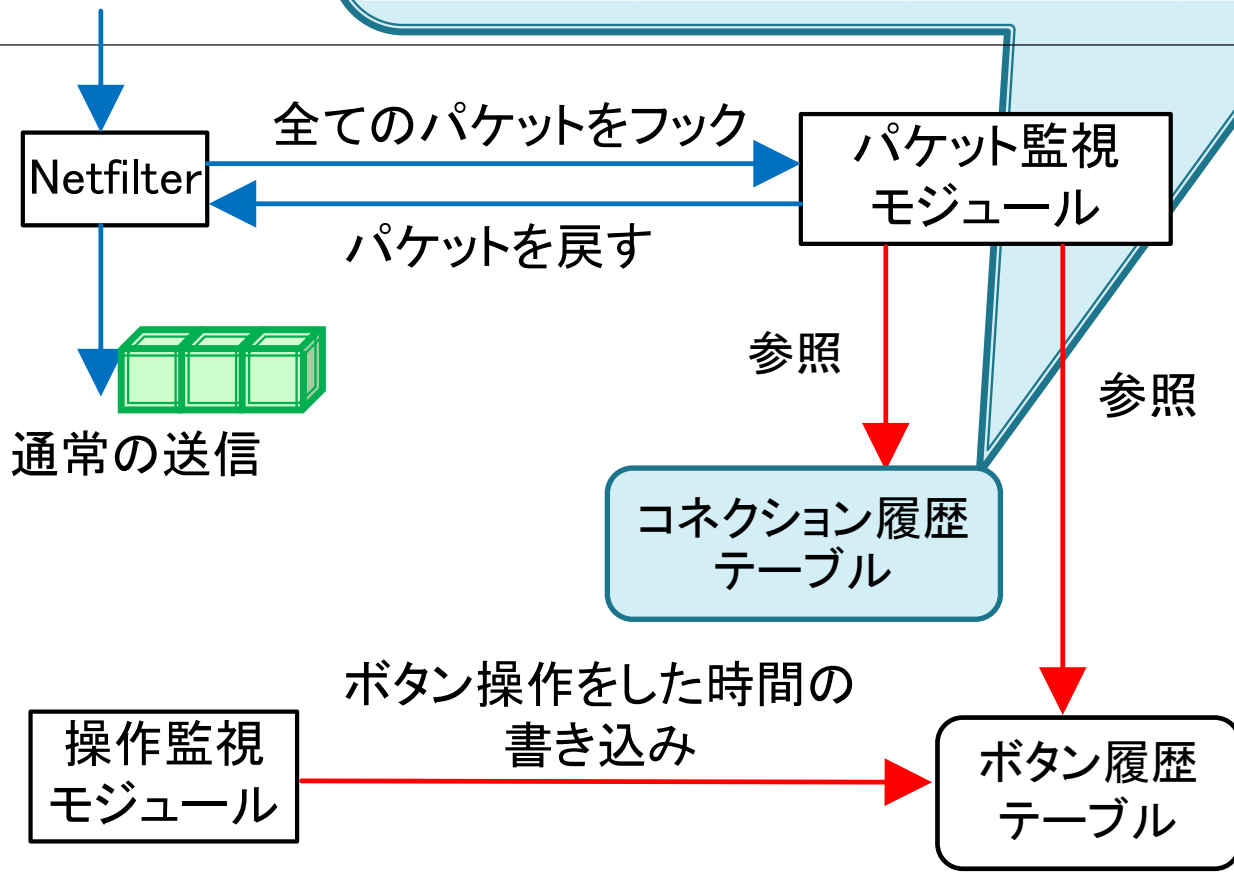 全てのパケットをフック
Netfilter
パケット監視
モジュール
パケットを戻す
参照
参照
通常の送信
コネクション履歴
テーブル
ボタン操作をした時間の
書き込み
操作監視
モジュール
ボタン履歴
テーブル